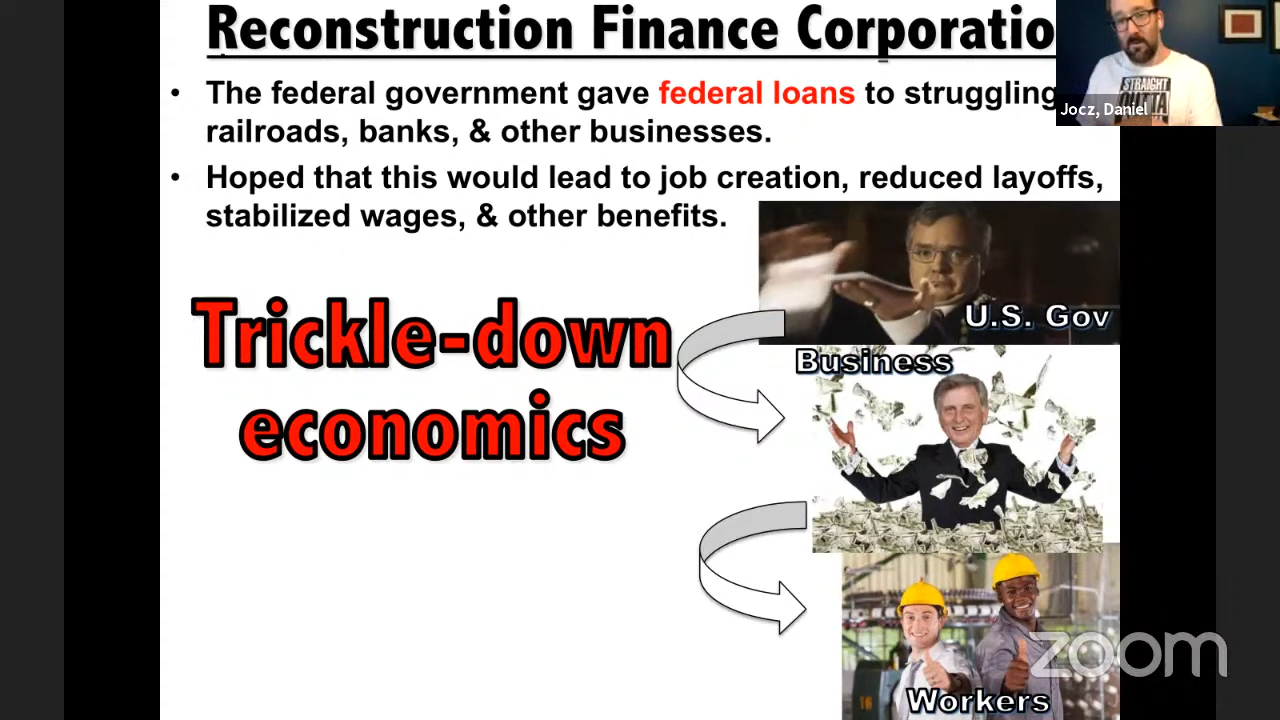 Reconstruction Finance Corporatio
• The federal government gave federal loans to struggling
railroads, banks, & other businesses.
• Hoped that this would lead to job creation, reduced layoffs,
stabilized wages, & other benefits.
Trickle-down
economics
U.S. Gov
Business
Workers
STRAIGHT
OUTTA
Jocz, Daniel
zoom